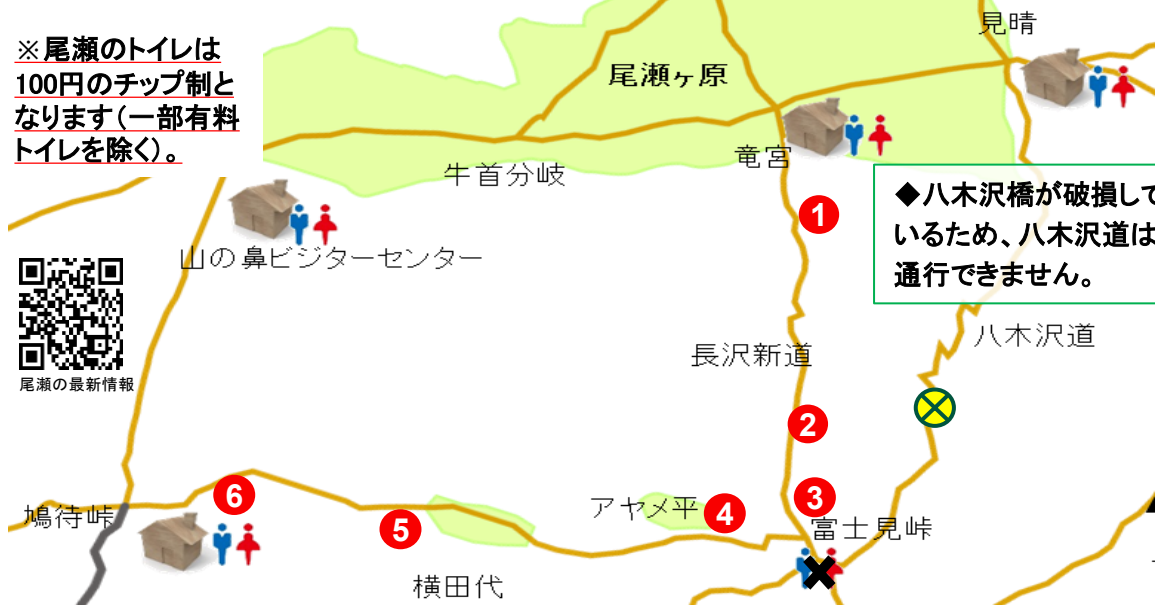 ※尾瀬のトイレは
100円のチップ制と
なります（一部有料
トイレを除く）。
見晴
尾瀬ヶ原
竜宮
牛首分岐
1
◆八木沢橋が破損して
いるため、八木沢道は
通行できません。
山の鼻ビジターセンター
尾瀬の最新情報
長沢新道
八木沢道
2
鳩待峠
6
5
アヤメ平
4
3
富士見峠
横田代